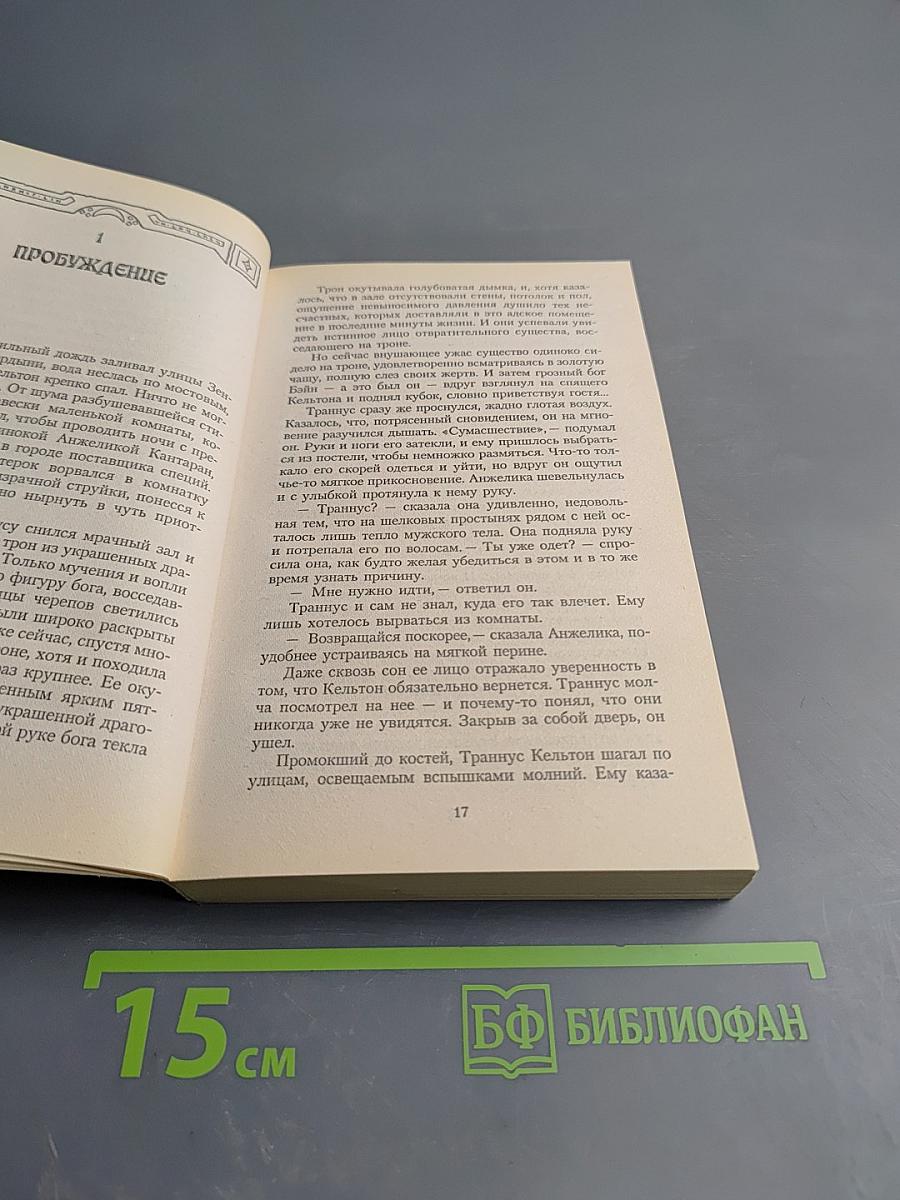 1
ПРОБУЖДЕНИЕ
ильный дождь заливал улицы Зен-
рдыни, вода неслась по мостовым,
ельтон крепко спал. Ничто не мог-
. От шума разбушевавшейся сти-
авески маленькой комнаты, ко-
л, чтобы проводить ночи с пре-
инокой Анжеликой Кантаран,
в городе поставщика специй.
терок ворвался в комнатку
израчной струйки, понесся к
но нырнуть в чуть приот-
усу снился мрачный зал и
трон из украшенных дра-
Только мучения и вопли
о фигуру бога, восседав-
ицы черепов светились
ыли широко раскрыты
ке сейчас, спустя мно-
роне, хотя и походила
раз крупнее. Ее оку-
енным ярким пят-
украшенной драго-
ой руке бога текла
Трон окутывала голубоватая дымка, и, хотя каза-
лось, что в зале отсутствовали стены, потолок и пол,
ощущение невыносимого давления душило тех не-
счастных, которых доставляли в это адское помеще-
ние в последние минуты жизни. И они успевали уви-
деть истинное лицо отвратительного существа, вос-
седающего на троне.
Но сейчас внушающее ужас существо одиноко си-
дело на троне, удовлетворенно всматриваясь в золотую
чащу, полную слез своих жертв. И затем грозный бог
Бэйн — а это был он — вдруг взглянул на спящего
Кельтона и поднял кубок, словно приветствуя гостя...
Траннус сразу же проснулся, жадно глотая воздух.
Казалось, что, потрясенный сновидением, он на мгно-
вение разучился дышать. «Сумасшествие», — подумал
он. Руки и ноги его затекли, и ему пришлось выбрать-
ся из постели, чтобы немножко размяться. Что-то тол-
кало его скорей одеться и уйти, но вдруг он ощутил
чье-то мягкое прикосновение. Анжелика шевельнулась
и с улыбкой протянула к нему руку.
— Траннус? — сказала она удивленно, недоволь-
ная тем, что на шелковых простынях рядом с ней ос-
талось лишь тепло мужского тела. Она подняла руку
и потрепала его по волосам. — Ты уже одет? — спро-
сила она, как будто желая убедиться в этом и в то же
время узнать причину.
— Мне нужно идти, — ответил он.
Траннус и сам не знал, куда его так влечет. Ему
лишь хотелось вырваться из комнаты.
— Возвращайся поскорее, — сказала Анжелика, по-
удобнее устраиваясь на мягкой перине.
Даже сквозь сон ее лицо отражало уверенность в
том, что Кельтон обязательно вернется. Траннус мол-
ча посмотрел на нее — и почему-то понял, что они
никогда уже не увидятся. Закрыв за собой дверь, он
ушел.
Промокший до костей, Траннус Кельтон шагал по
улицам, освещаемым вспышками молний. Ему каза-
17
15 см
БФ БИБЛИОФАН